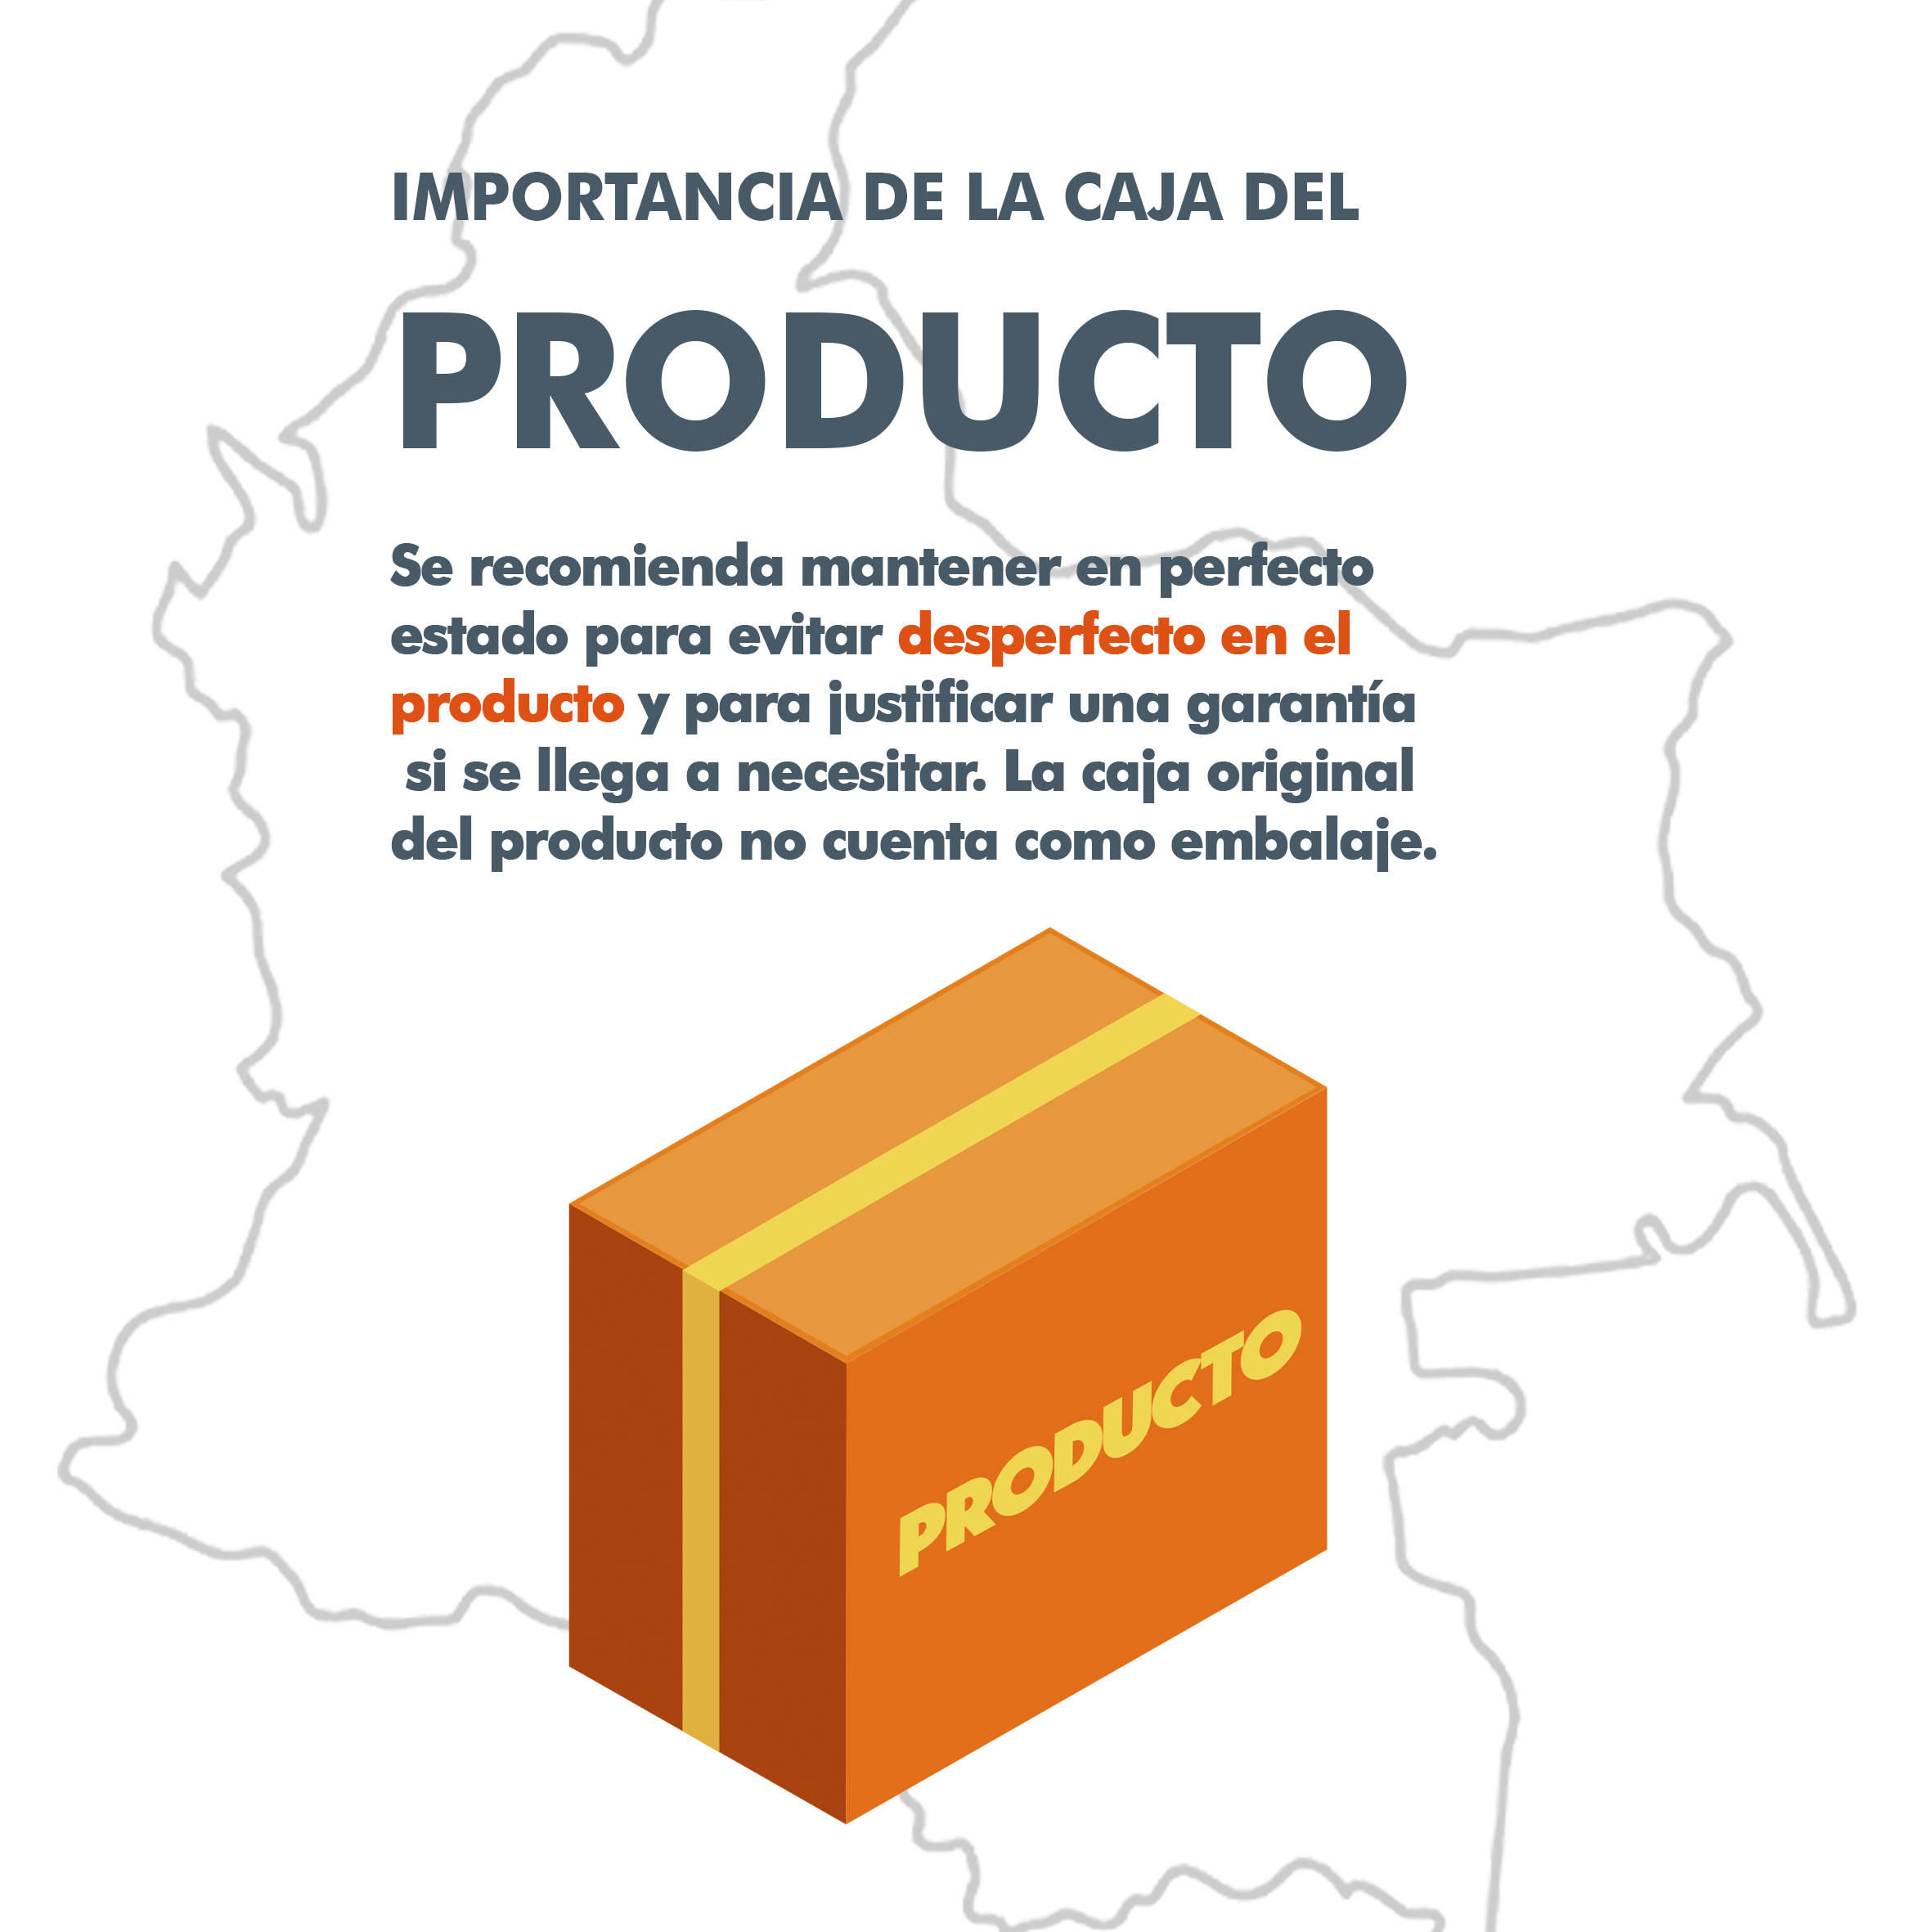 IMPORTANCIA DE LA CAJA DEL
PRODUCTO
Se recomienda mantener en perfecto
estado para evitar desperfecto en el
producto y para justificar una garantía
si se llega a necesitar. La caja original
del producto no cuenta como embalaje.
PRODUCTO